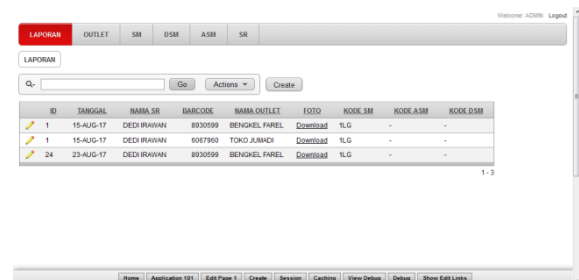 Welcome: ADMIN Logout
LAPORAN OUTLET SM DSM ASM SR
LAPORAN
Go Actions Create
ID TANGGAL NAMA SR BARCODE NAMA OUTLET FOTO KODE SM KODE ASM KODE DSM
1 15-AUG-17 DEDI IRAWAN 8930599 BENGKEL FAREL Download 1LG - -
1 15-AUG-17 DEDI IRAWAN 6067960 TOKO JUMADI Download 1LG - -
24 23-AUG-17 DEDI IRAWAN 8930599 BENGKEL FAREL Download 1LG - -
1 - 3
Home Application 101 Edit Page 1 Create Session Caching View Debug Debug Show Edit Links